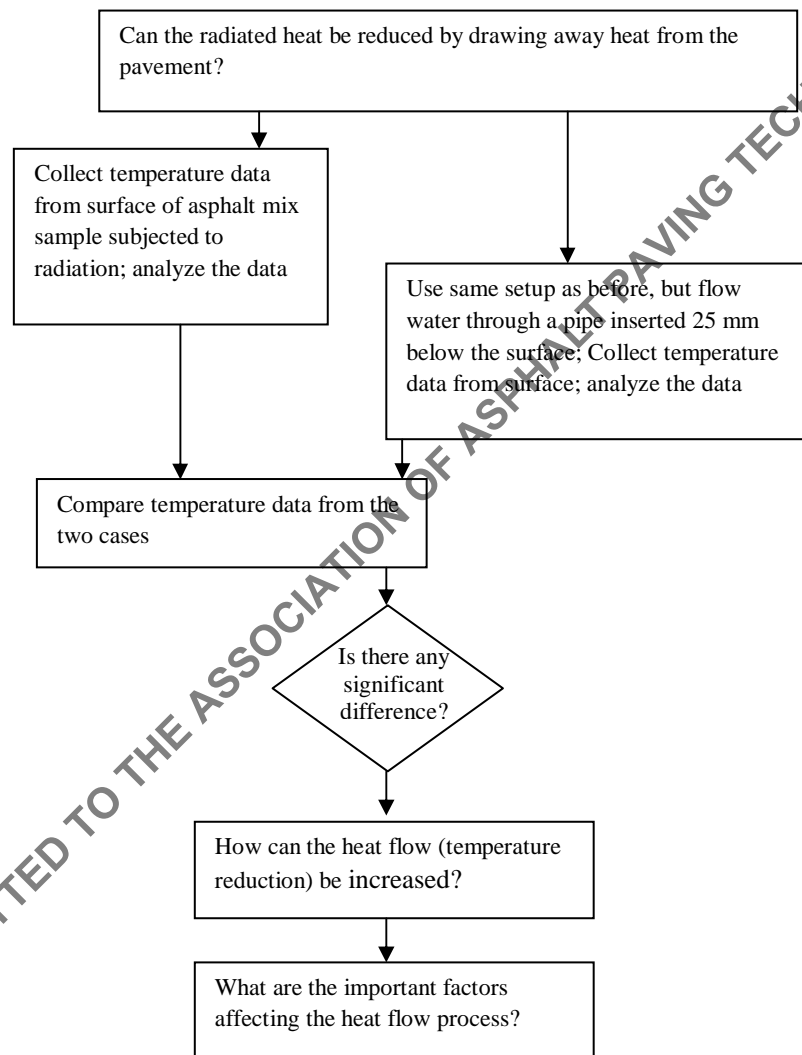 Can the radiated heat be reduced by drawing away heat from the
pavement?
Collect temperature data
from surface of asphalt mix
sample subjected to
radiation; analyze the data
Use same setup as before, but flow
water through a pipe inserted 25 mm
below the surface; Collect temperature
data from surface; analyze the data
Compare temperature data from the
two cases
Is there any
significant
difference?
How can the heat flow (temperature
reduction) be increased?
What are the important factors
affecting the heat flow process?
TO THE ASSOCIATION OF ASPHALT PAVING